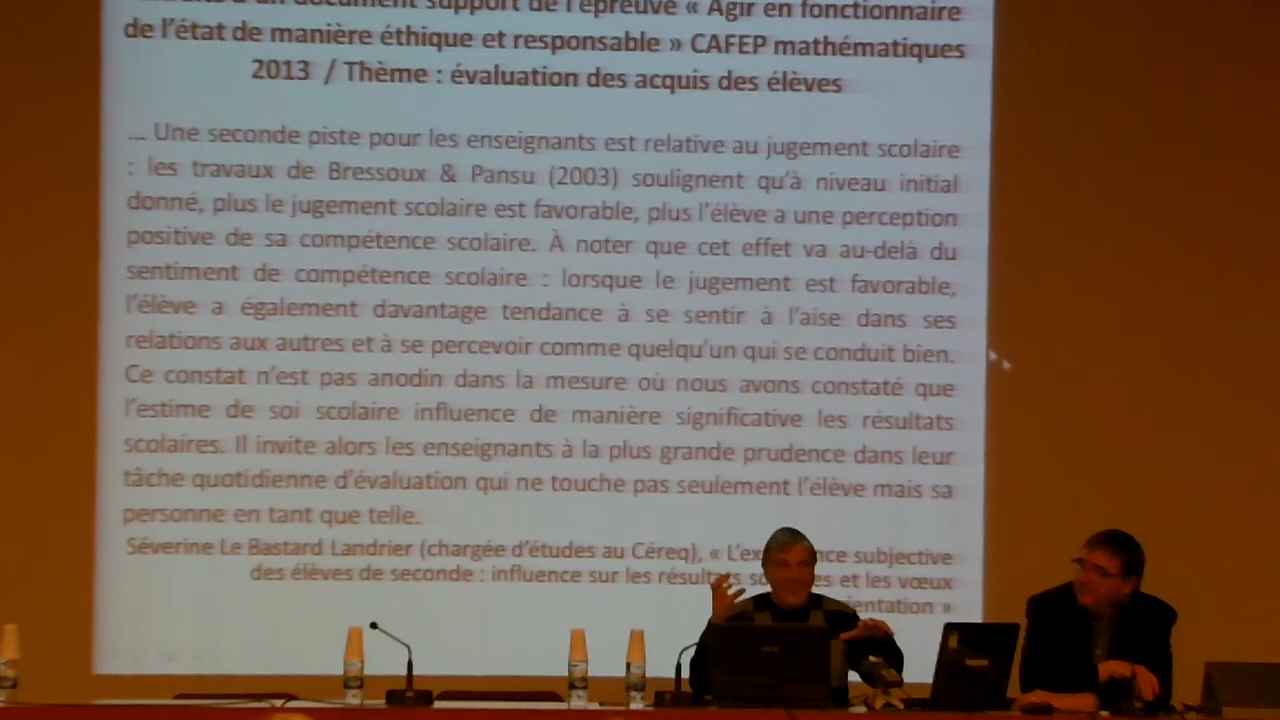 d'un document support de l'épreuve « Agir en fonctionnaire
de l'état de manière éthique et responsable » CAFEP mathématiques
2013 / Thème : évaluation des acquis des élèves
... Une seconde piste pour les enseignants est relative au jugement scolaire
: les travaux de Bressoux & Pansu (2003) soulignent qu'à niveau initial
donné, plus le jugement scolaire est favorable, plus l'élève a une perception
positive de sa compétence scolaire. À noter que cet effet va au-delà du
sentiment de compétence scolaire : lorsque le jugement est favorable,
l'élève a également davantage tendance à se sentir à l'aise dans ses
relations aux autres et à se percevoir comme quelqu'un qui se conduit bien.
Ce constat n'est pas anodin dans la mesure où nous avons constaté que
l'estime de soi scolaire influence de manière significative les résultats
scolaires. Il invite alors les enseignants à la plus grande prudence dans leur
tâche quotidienne d'évaluation qui ne touche pas seulement l'élève mais sa
personne en tant que telle.
Séverine Le Bastard Landrier (chargée d'études au Céreq), « subjective
des élèves de seconde : influence sur les et les vœux
»